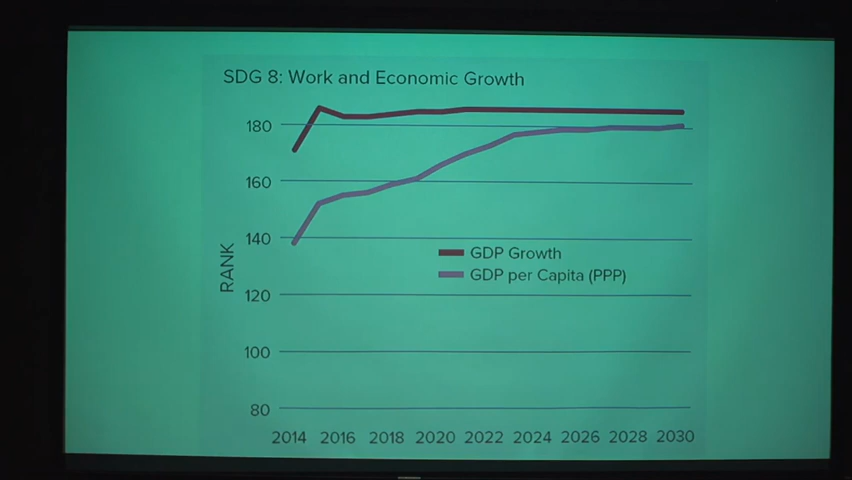 SDG 8: Work and Economic Growth
180
160
140
120
100
80
RANK
GDP Growth
GDP per Capita (PPP)
2014 2016 2018 2020 2022 2024 2026 2028 2030